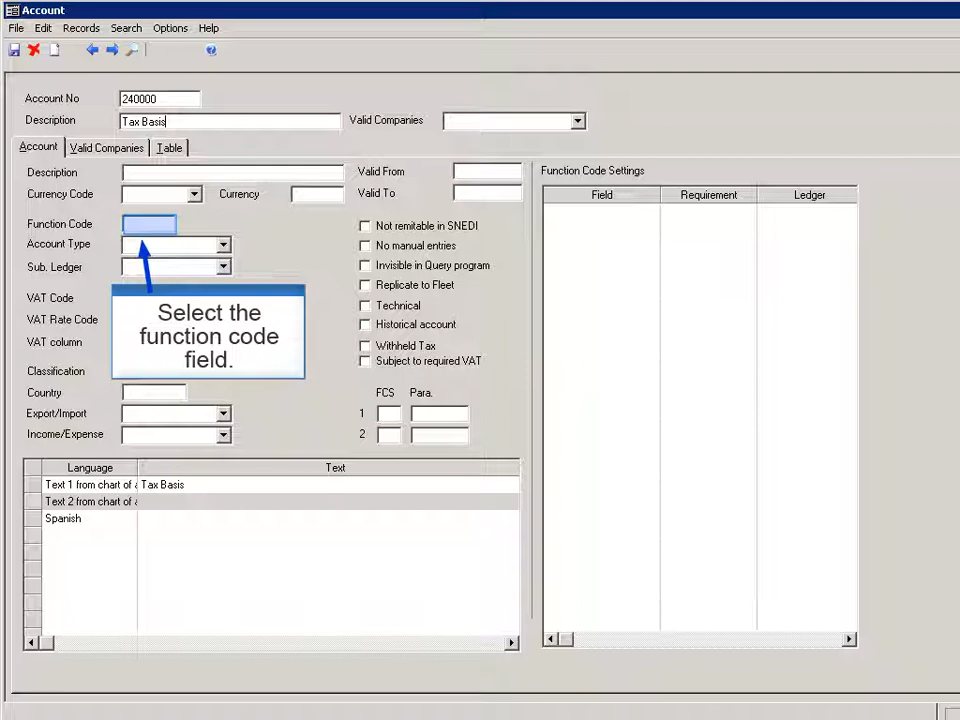 Account
File Edit Records Search Options Help
Account No 240000
Description Tax Basis Valid Companies
Account Valid Companies Table
Description Valid From Function Code Settings
Currency Code Currency Valid To Field Requirement Ledger
Function Code Not remitable in SNEDI
Account Type No manual entries
Sub. Ledger Invisible in Query program
Replicate to Fleet
VAT Code Technical
VAT Rate Code Historical account
VAT column Withheld Tax
Subject to required VAT
Select the
function code
field.
Classification
Country FCS Para.
Export/Import 1
Income/Expense 2
Language Text
Text 1 from chart of a Tax Basis
Text 2 from chart of a
Spanish